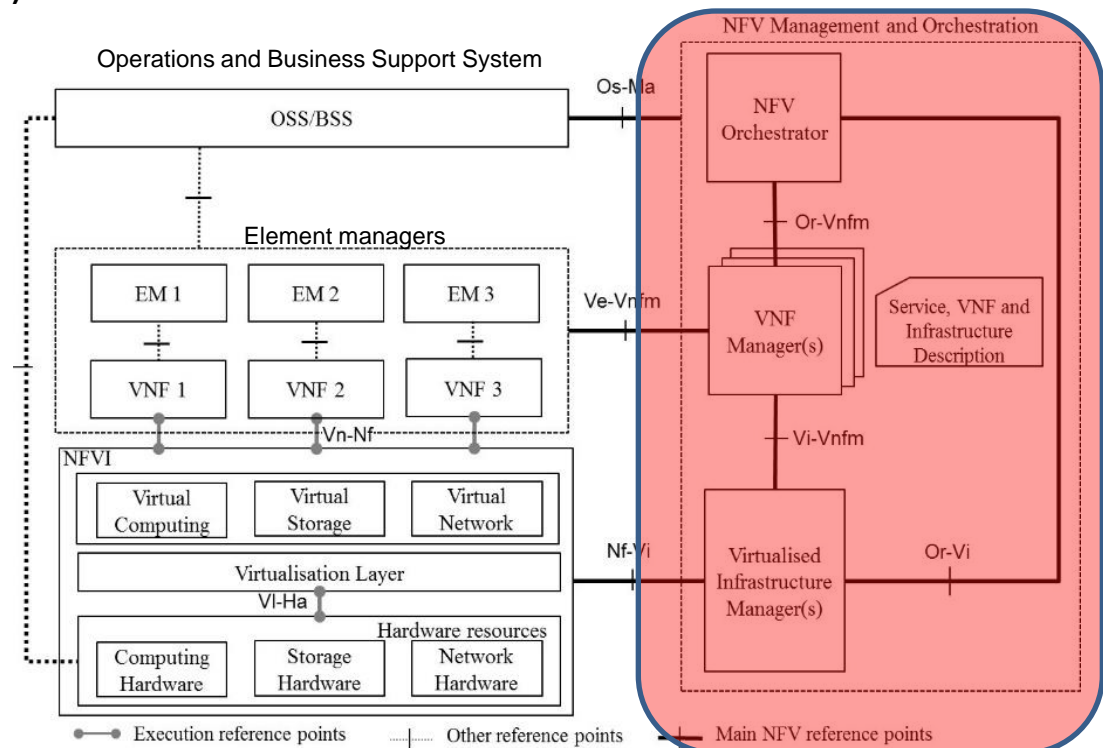 NFV Management and Orchestration
Operations and Business Support System
Os-Ma
OSS/BSS
NFV
Orchestrator
Or-Vnfm
Element managers
EM 1
EM 2
EM 3
Ve-Vnfm
VNF
Manager(s)
Service, VNF and
Infrastructure
Description
VNF 1
VNF 2
VNF 3
Vn-Nf
Vi-Vnfm
NFVI
Virtual
Computing
Virtual
Storage
Virtual
Network
Nf-Vi
Virtualised
Infrastructure
Manager(s)
Or-Vi
Virtualisation Layer
Vl-Ha
Hardware resources
Computing
Hardware
Storage
Hardware
Network
Hardware
Execution reference points
Other reference points
Main NFV reference points